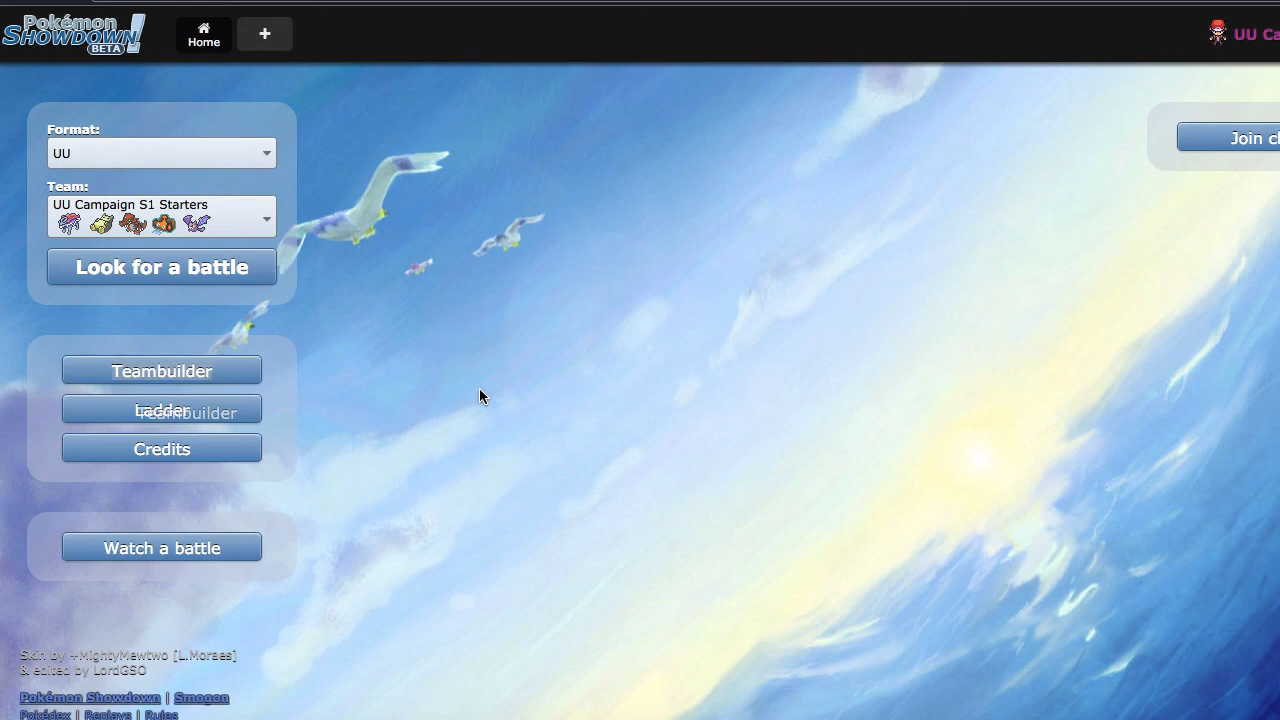 Pokémon
SHOWDOWN!
BETA
Home
+
UU Ca
Format:
UU
Team:
UU Campaign S1 Starters
Look for a battle
Join cl
Teambuilder
Ladder
Teambuilder
Credits
Watch a battle
Skin by ~MightyMewtwo [L.Moraes]
& edited by LordGSO
Pokémon Showdown | Smogon
Pokédex | Replays | Rules